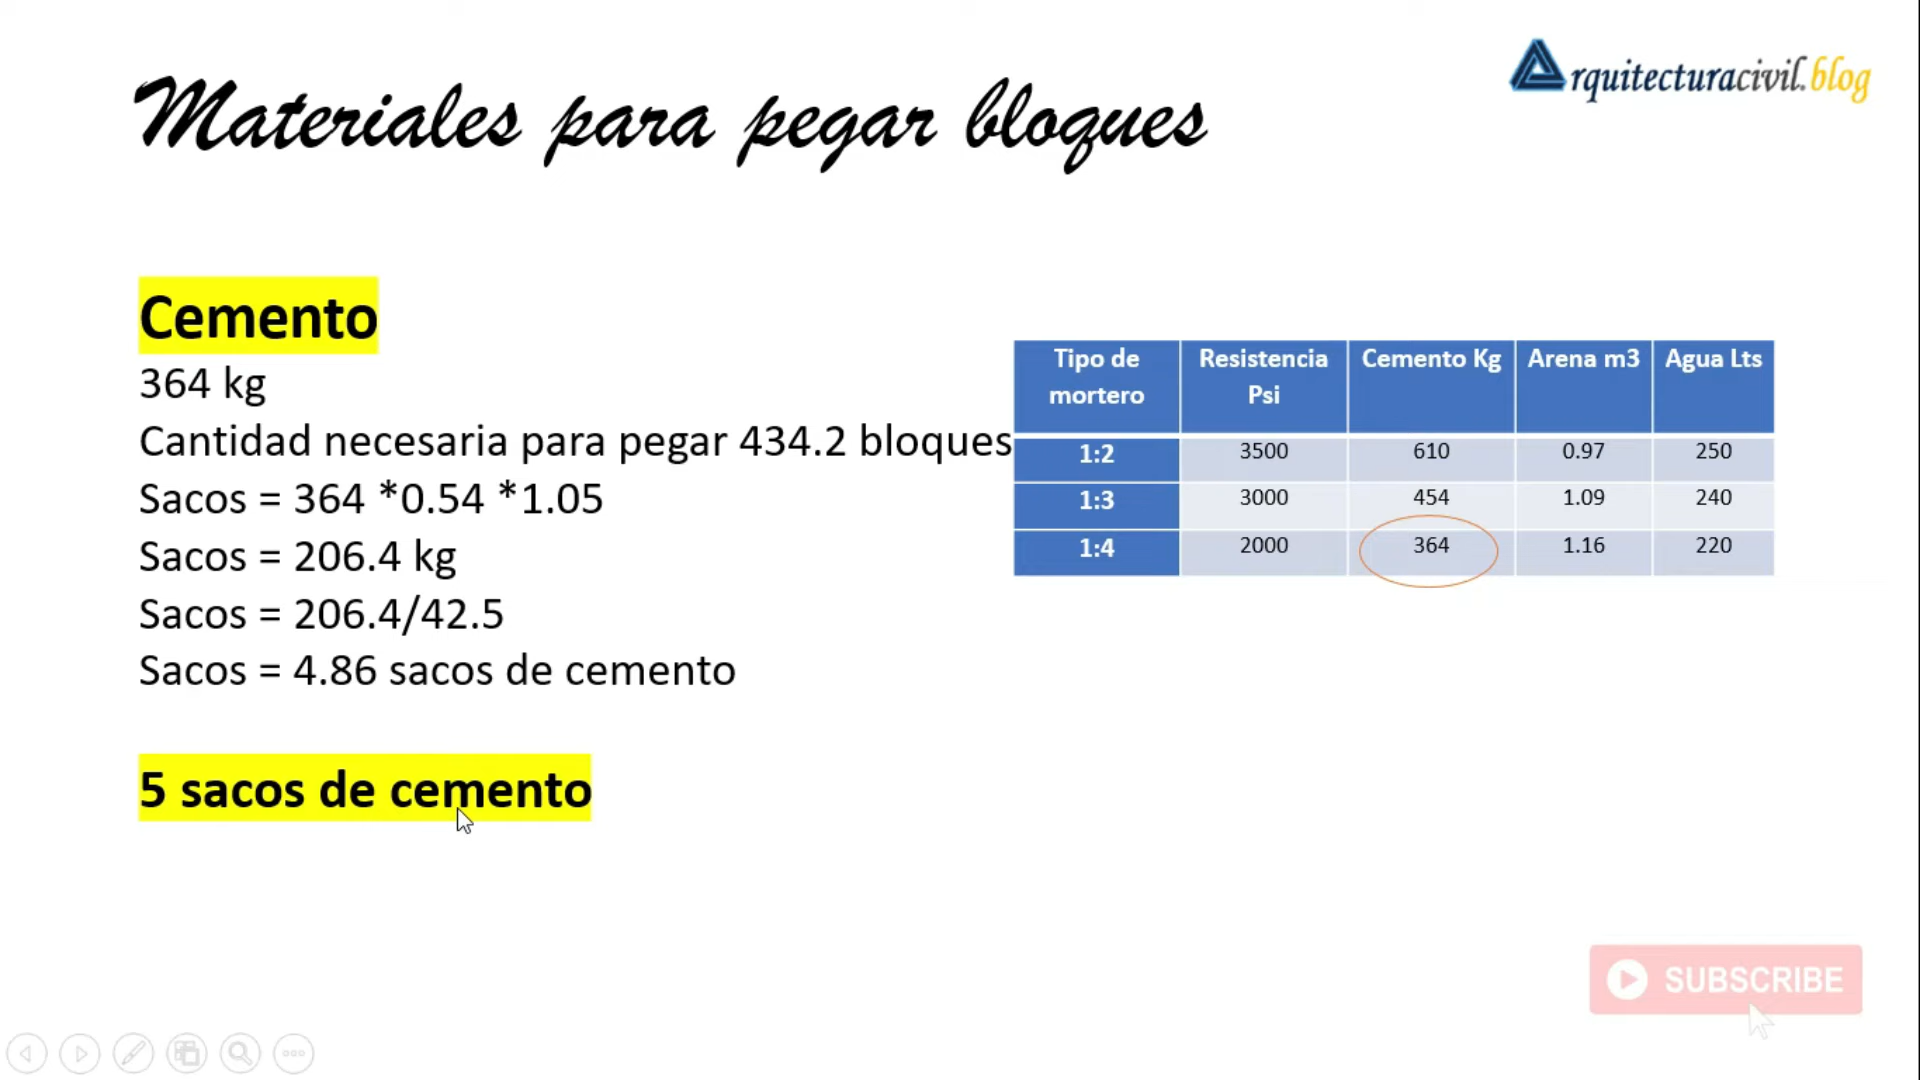 Materiales para pegar bloques
Arquitecturacivil.blog
Cemento
364 kg
Cantidad necesaria para pegar 434.2 bloques
Sacos = 364 *0.54 *1.05
Sacos = 206.4 kg
Sacos = 206.4/42.5
Sacos = 4.86 sacos de cemento
5 sacos de cemento
Tipo de mortero Resistencia Psi Cemento Kg Arena m3 Agua Lts
1:2 3500 610 0.97 250
1:3 3000 454 1.09 240
1:4 2000 364 1.16 220
SUBSCRIBE